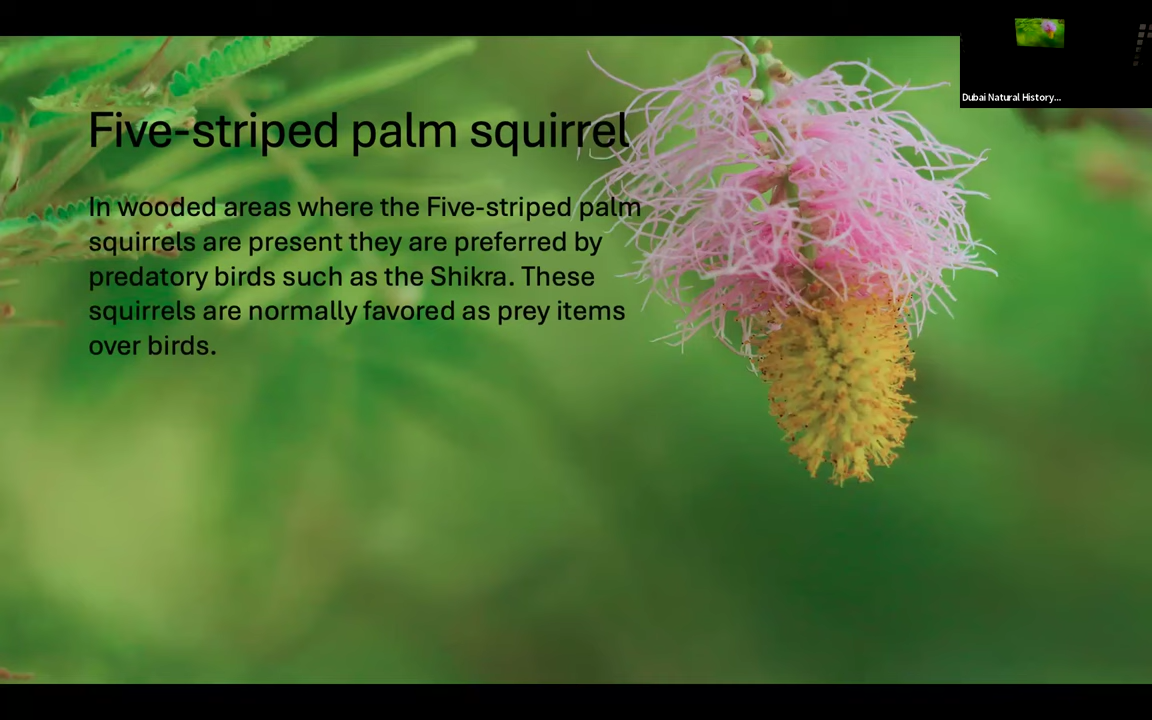 Dubai Natural History...
Five-striped palm squirrel
In wooded areas where the Five-striped palm
squirrels are present they are preferred by
predatory birds such as the Shikra. These
squirrels are normally favored as prey items
over birds.